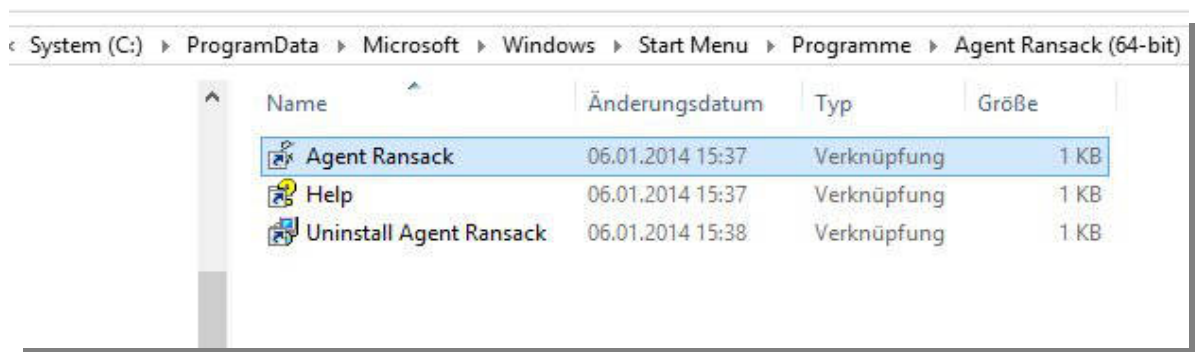 System (C:) ▸ ProgramData ▸ Microsoft ▸ Windows ▸ Start Menu ▸ Programme ▸ Agent Ransack (64-bit)
Name Änderungsdatum Typ Größe
Agent Ransack 06.01.2014 15:37 Verknüpfung 1 KB
Help 06.01.2014 15:37 Verknüpfung 1 KB
Uninstall Agent Ransack 06.01.2014 15:38 Verknüpfung 1 KB